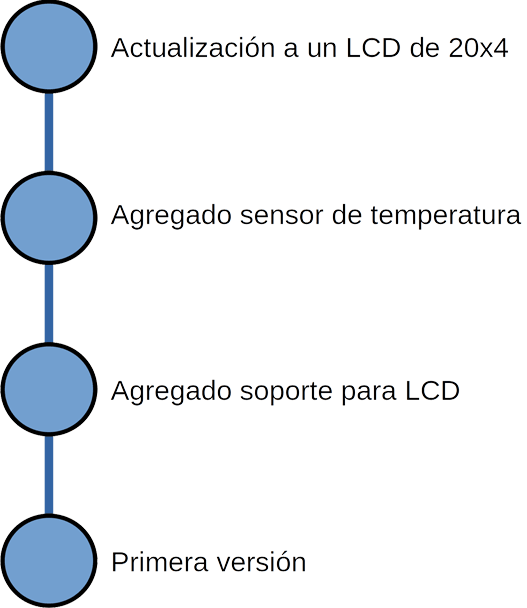 Actualización a un LCD de 20x4
Agregado sensor de temperatura
Agregado soporte para LCD
Primera versión